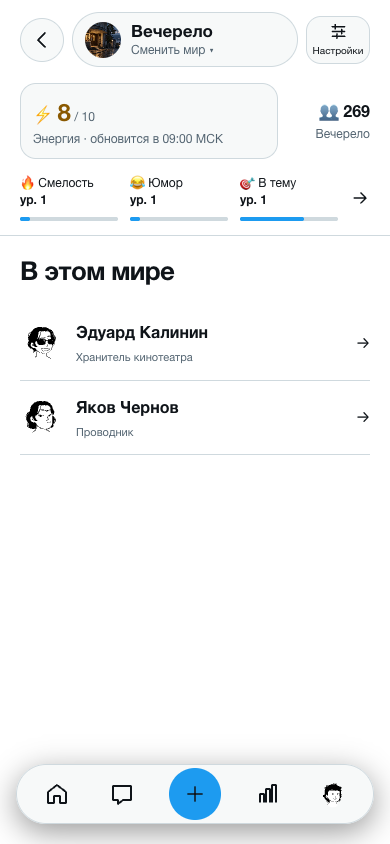 Вечерело
Сменить мир ▾
Настройки
⚡ 8 / 10
Энергия · обновится в 09:00 МСК
👥 269
Вечерело
🔥 Смелость
ур. 1
😂 Юмор
ур. 1
🎯 В тему
ур. 1
В этом мире
Эдуард Калинин
Хранитель кинотеатра
Яков Чернов
Проводник